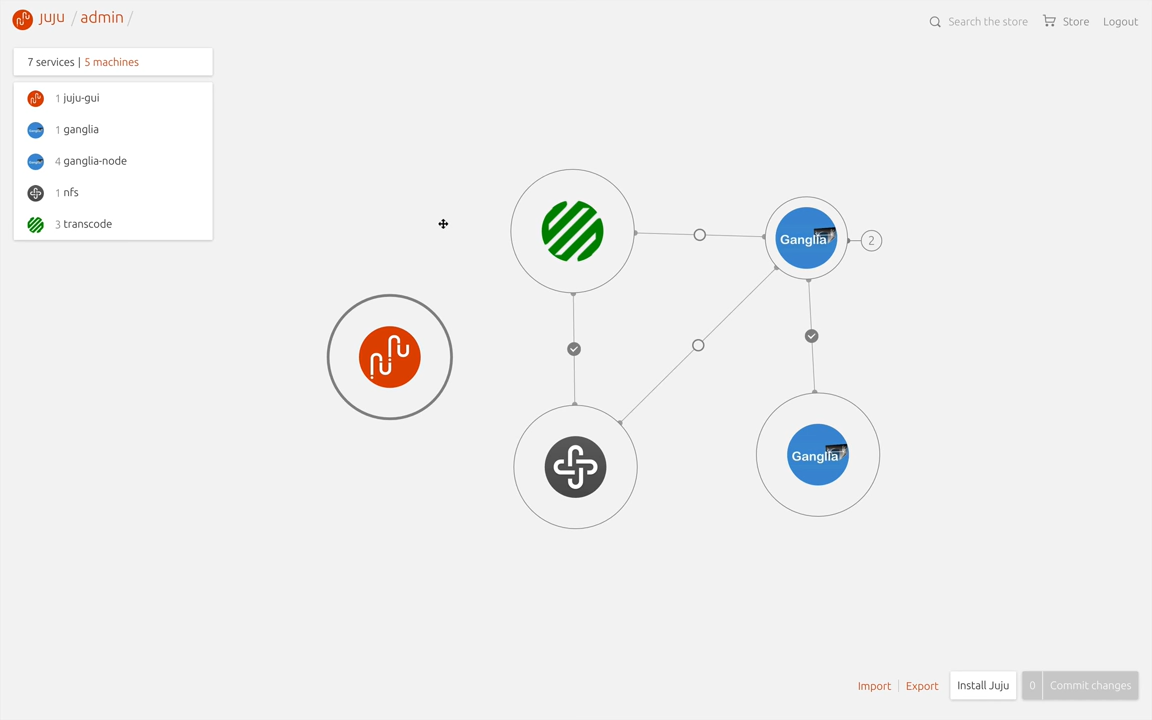 juju / admin /
Search the store
Store
Logout
7 services | 5 machines
1 juju-gui
1 ganglia
4 ganglia-node
1 nfs
3 transcode
Ganglia
2
Ganglia
Import | Export
Install Juju
0 Commit changes